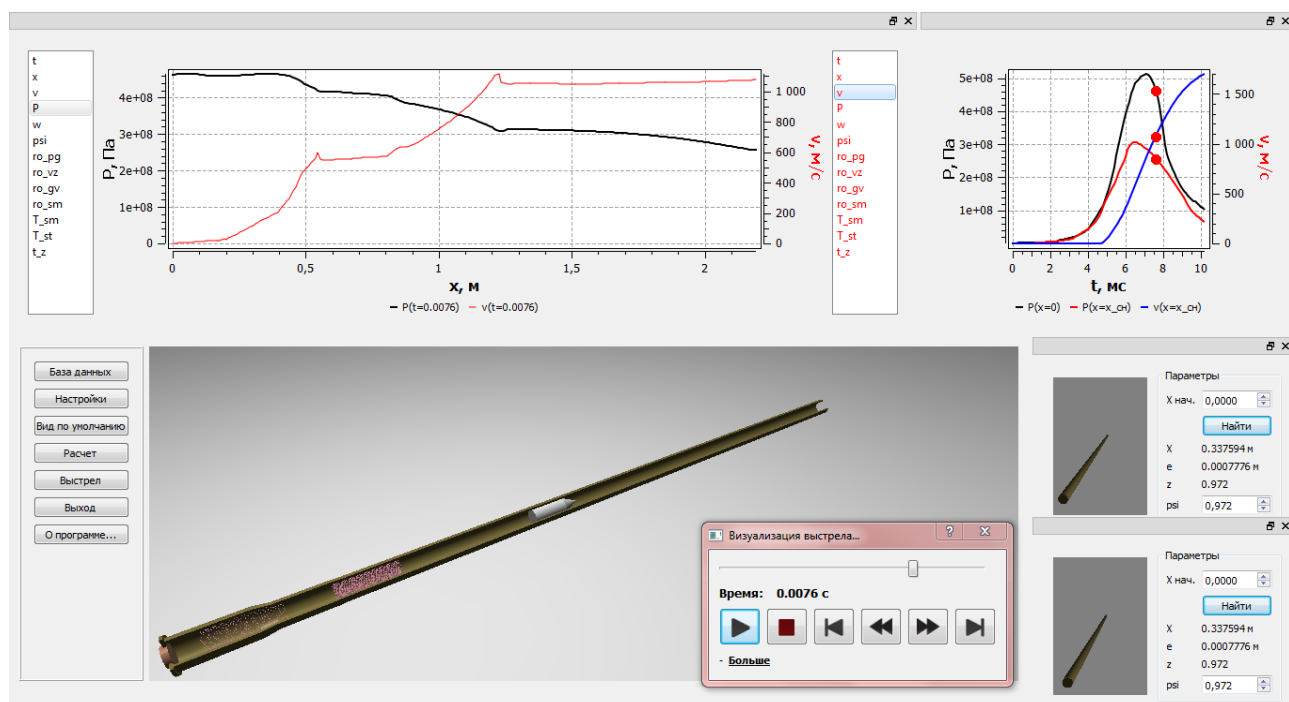 t
x
v
P
w
psi
ro_pg
ro_vz
ro_gv
ro_sm
T_sm
T_st
t_z
P, Па
4e+08
3e+08
2e+08
1e+08
0
0
0,5
1
1,5
2
x, м
P(t=0.0076)
v(t=0.0076)
1 000
800
600
400
200
0
v, м/с
t
x
v
P
w
psi
ro_pg
ro_vz
ro_gv
ro_sm
T_sm
T_st
t_z
P, Па
5e+08
4e+08
3e+08
2e+08
1e+08
0
2
4
6
8
10
t, мс
1 500
1 000
500
0
v, м/с
P(x=0)
P(x=x_сн)
v(x=x_сн)
База данных
Настройки
Вид по умолчанию
Расчет
Выстрел
Выход
О программе...
Визуализация выстрела...
Время: 0.0076 с
- Больше
Параметры
X нач. 0,0000
Найти
X 0.337594 м
e 0.0007776 м
z 0.972
psi 0,972
Параметры
X нач. 0,0000
Найти
X 0.337594 м
e 0.0007776 м
z 0.972
psi 0,972